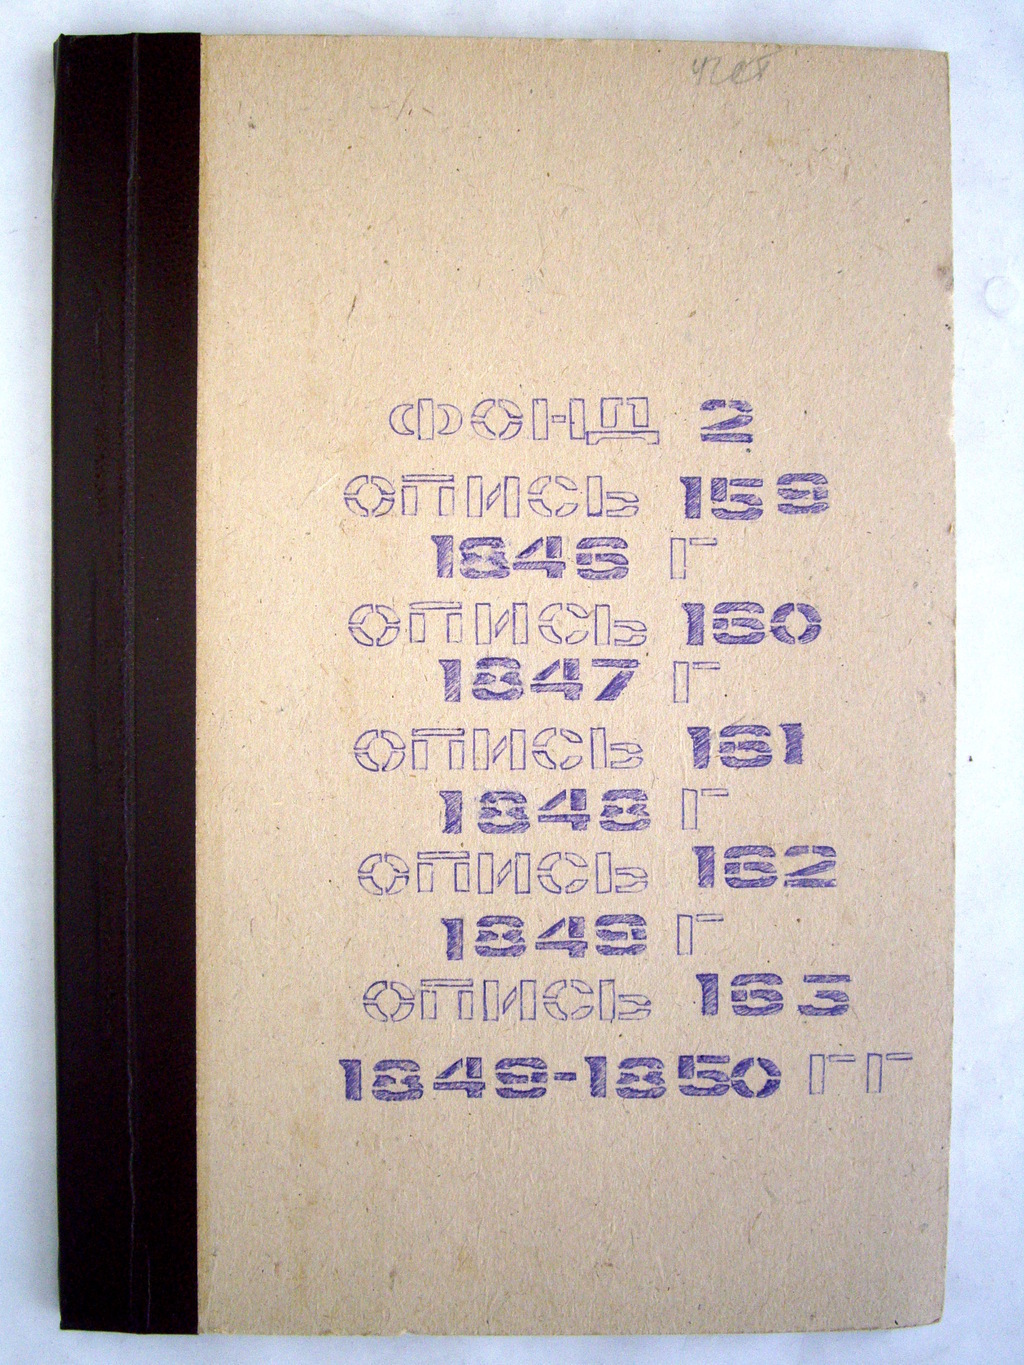 ФОНД 2
ОПИСЬ 159
1846 Г
ОПИСЬ 160
1847 Г
ОПИСЬ 161
1848 Г
ОПИСЬ 162
1849 Г
ОПИСЬ 163
1849-1850 ГГ